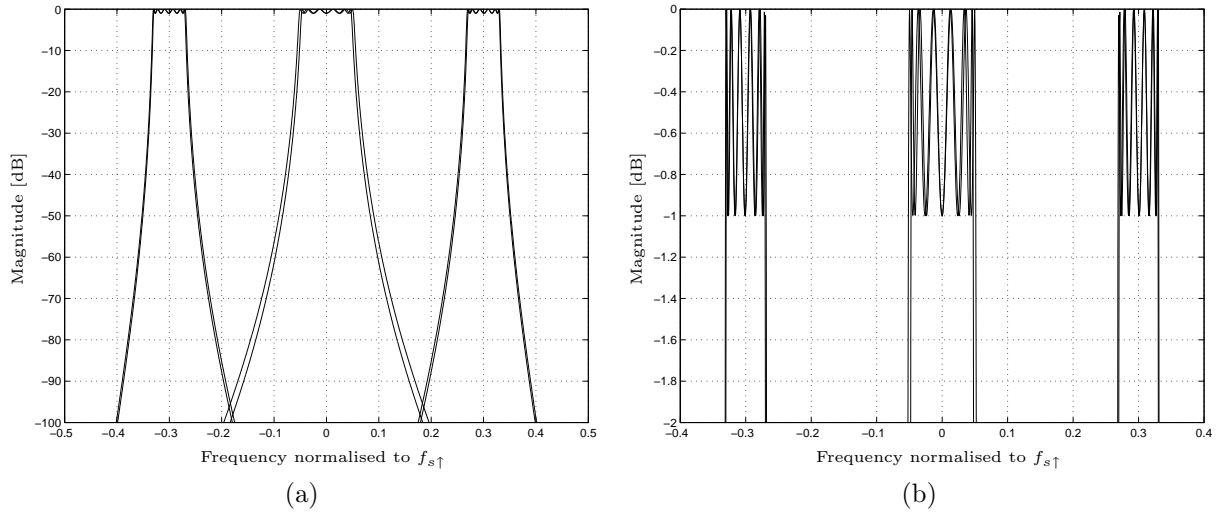 0
−10
−20
−30
−40
−50
−60
−70
−80
−90
−100
Magnitude [dB]
−0.5 −0.4 −0.3 −0.2 −0.1 0 0.1 0.2 0.3 0.4 0.5
Frequency normalised to f_{s↑}
(a)
0
−0.2
−0.4
−0.6
−0.8
−1
−1.2
−1.4
−1.6
−1.8
−2
Magnitude [dB]
−0.4 −0.3 −0.2 −0.1 0 0.1 0.2 0.3 0.4
Frequency normalised to f_{s↑}
(b)